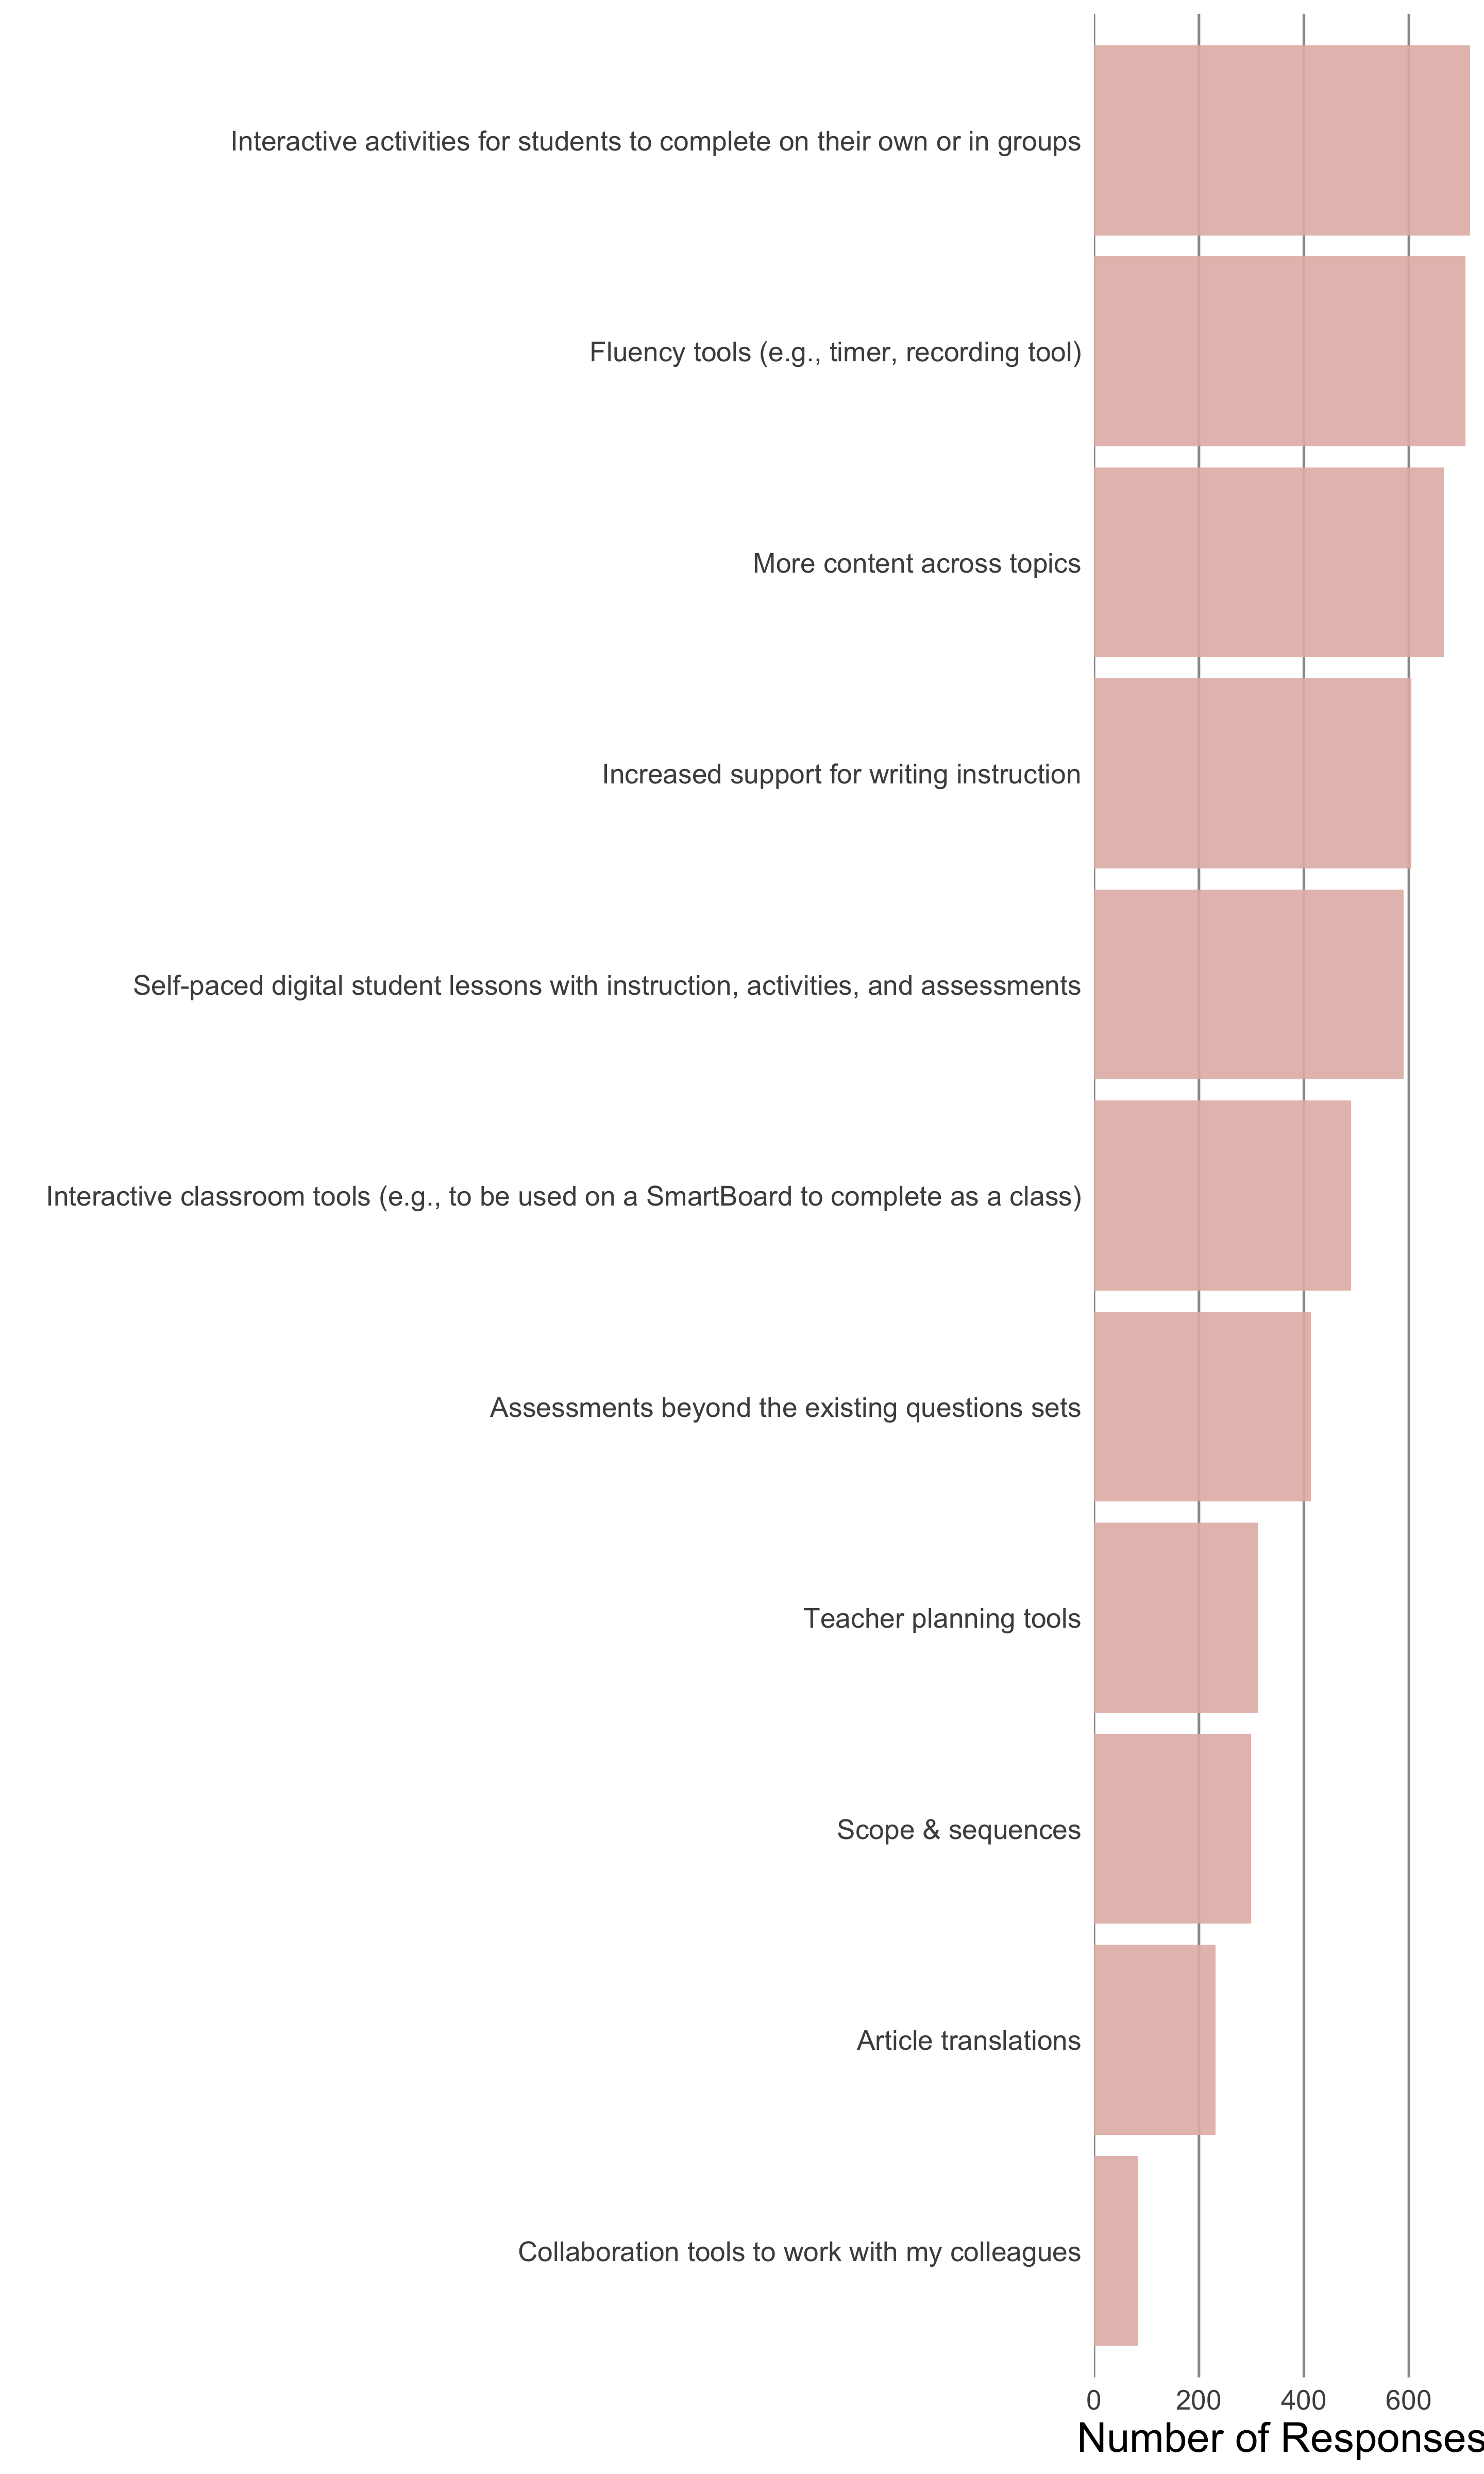 Interactive activities for students to complete on their own or in groups
Fluency tools (e.g., timer, recording tool)
More content across topics
Increased support for writing instruction
Self-paced digital student lessons with instruction, activities, and assessments
Interactive classroom tools (e.g., to be used on a SmartBoard to complete as a class)
Assessments beyond the existing questions sets
Teacher planning tools
Scope & sequences
Article translations
Collaboration tools to work with my colleagues
0 200 400 600
Number of Responses